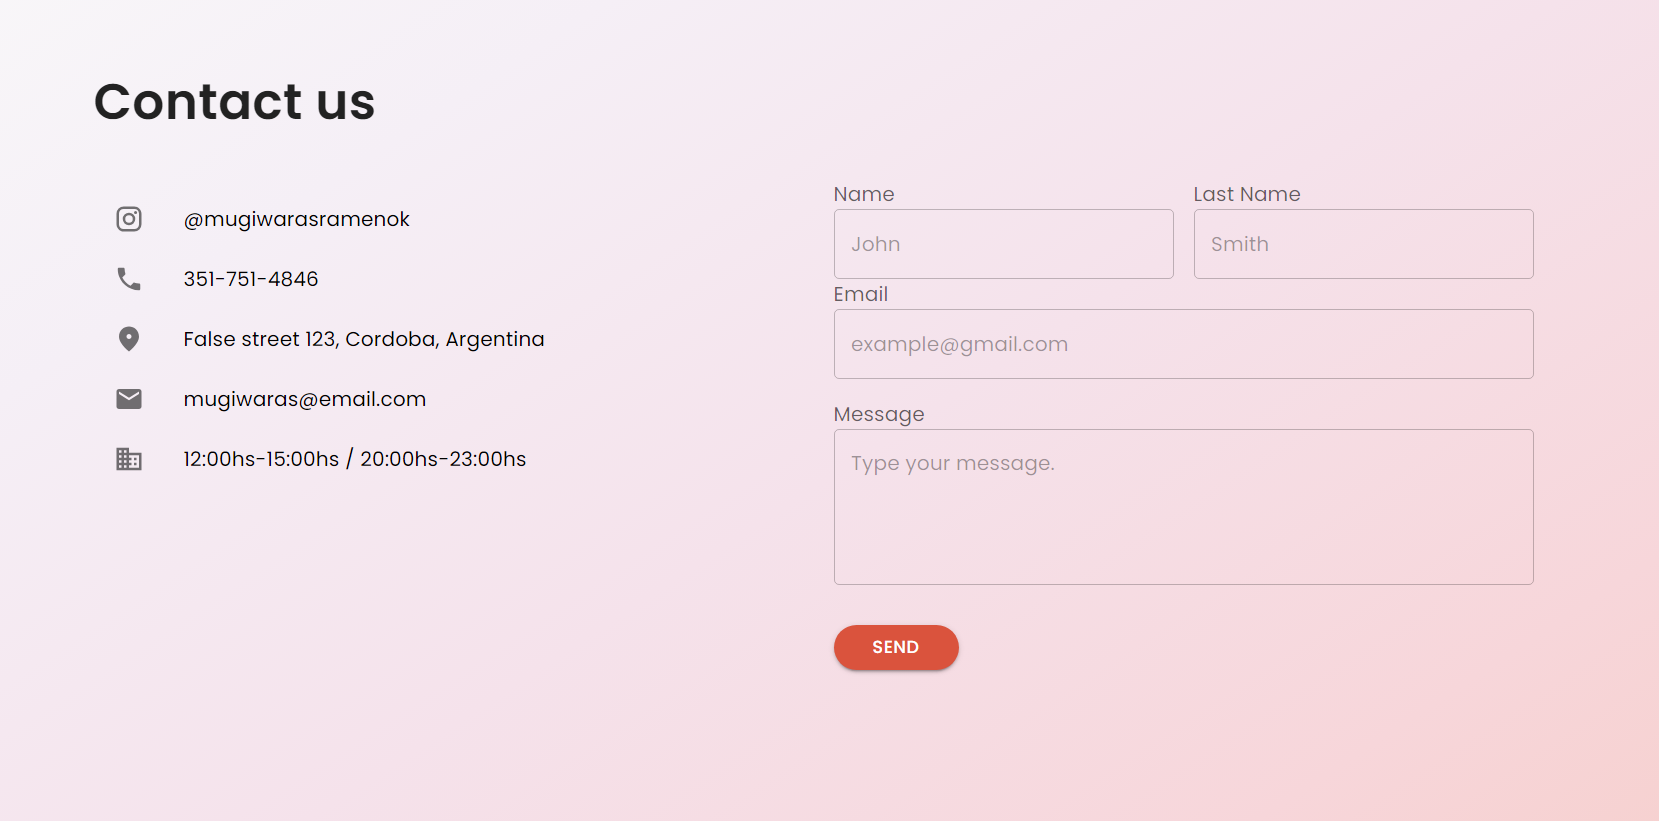 Contact us
@mugiwarasramenok
351-751-4846
False street 123, Cordoba, Argentina
mugiwaras@email.com
12:00hs-15:00hs / 20:00hs-23:00hs
Name
Last Name
John
Smith
Email
example@gmail.com
Message
Type your message.
SEND